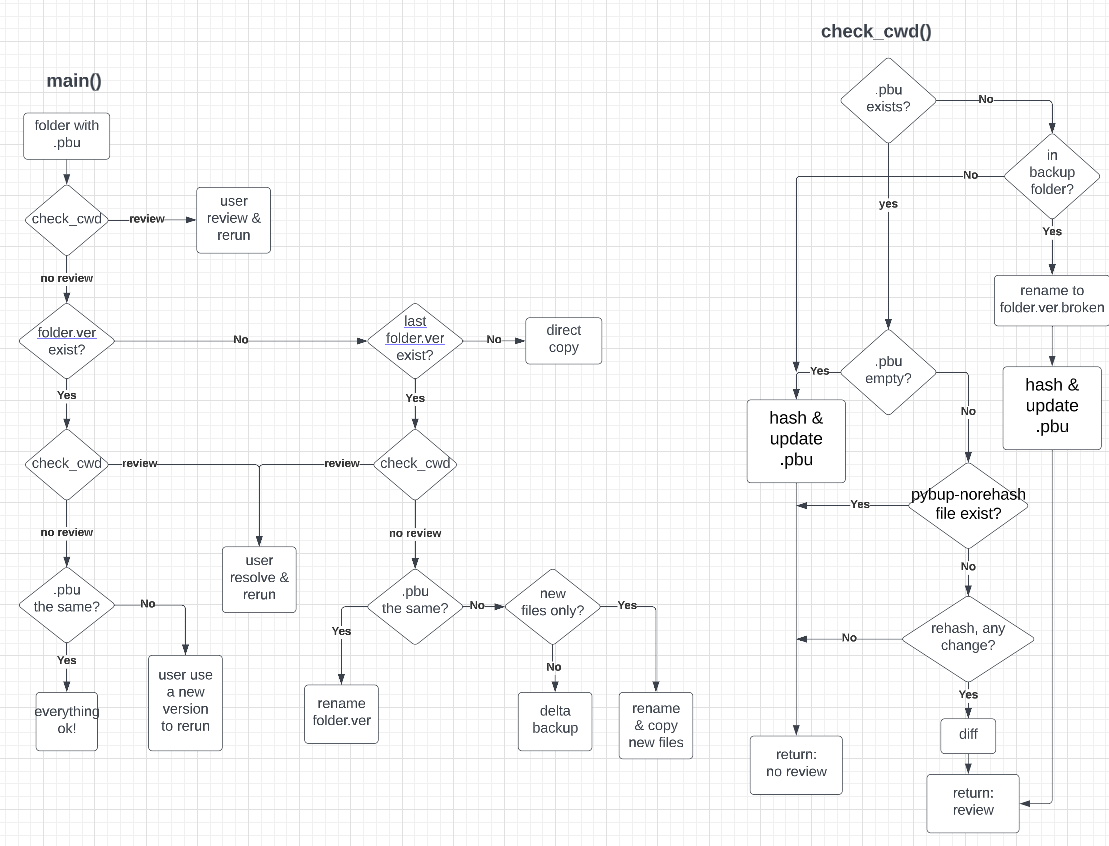 main()
folder with
.pbu
check_cwd
review
user
review &
rerun
no review
folder.ver
exist?
No
last
folder.ver
exist?
No
direct
copy
Yes
Yes
check_cwd
review
review
check_cwd
no review
user
resolve &
rerun
no review
.pbu
the same?
No
Yes
everything
ok!
user use
a new
version
to rerun
.pbu
the same?
Yes
rename
folder.ver
No
new
files only?
No
delta
backup
Yes
rename
& copy
new files
check_cwd()
.pbu
exists?
No
in
backup
folder?
No
yes
Yes
rename to
folder.ver.broken
hash &
update
.pbu
.pbu
empty?
Yes
hash &
update
.pbu
No
pybup-norehash
file exist?
Yes
No
rehash, any
change?
No
Yes
diff
return:
no review
return:
review